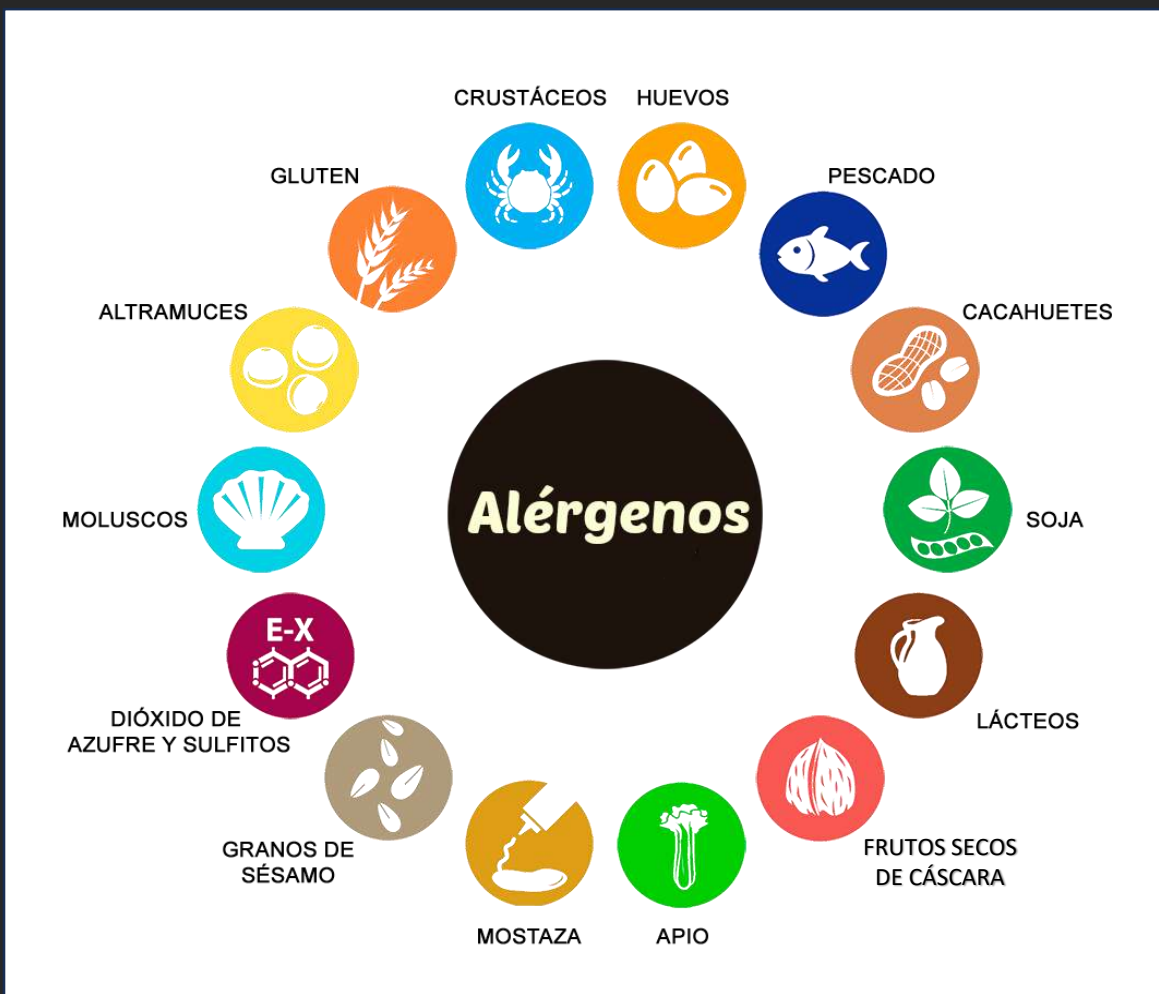 CRUSTÁCEOS
HUEVOS
GLUTEN
PESCADO
ALTRAMUCES
CACAHUETES
Alérgenos
MOLUSCOS
SOJA
E-X
DIÓXIDO DE
AZUFRE Y SULFITOS
LÁCTEOS
GRANOS DE
SÉSAMO
FRUTOS SECOS
DE CÁSCARA
MOSTAZA
APIO